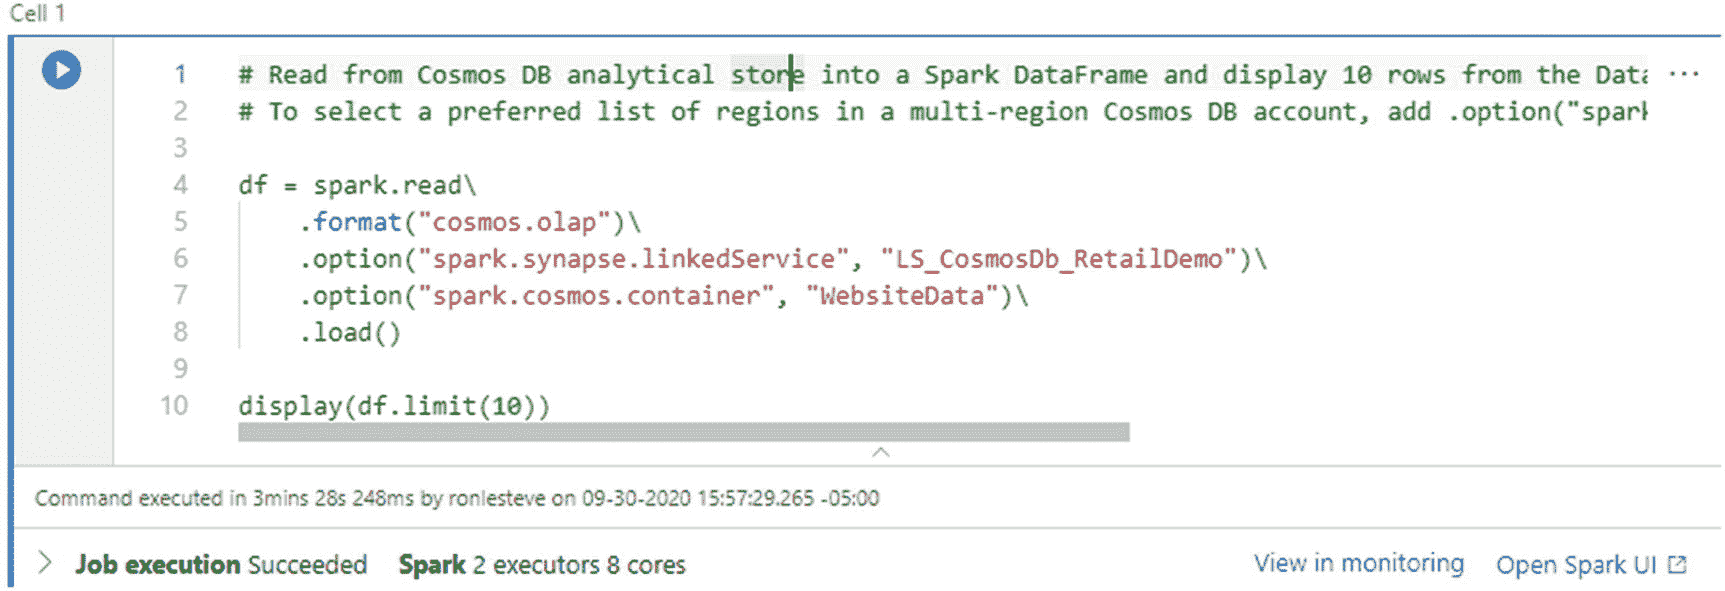 Cell 1
1 # Read from Cosmos DB analytical store into a Spark DataFrame and display 10 rows from the Data ...
2 # To select a preferred list of regions in a multi-region Cosmos DB account, add .option("spark
3
4 df = spark.read\
5 .format("cosmos.olap")\
6 .option("spark.synapse.linkedService", "LS_CosmosDb_RetailDemo")\
7 .option("spark.cosmos.container", "WebsiteData")\
8 .load()
9
10 display(df.limit(10))
Command executed in 3mins 28s 248ms by ronlesteve on 09-30-2020 15:57:29.265 -05:00
Job execution Succeeded Spark 2 executors 8 cores View in monitoring Open Spark UI